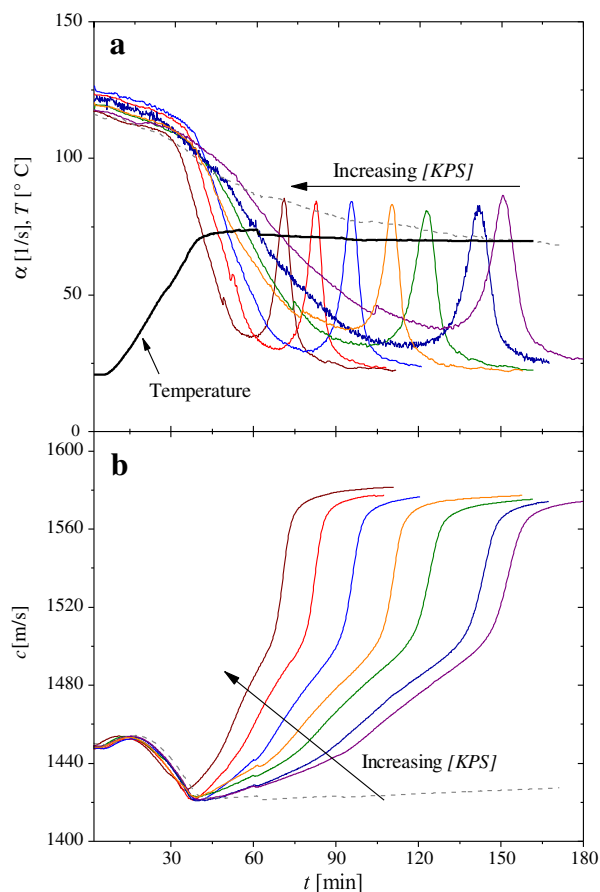 a
150
100
50
0
α [1/s], T [° C]
Increasing [KPS]
Temperature
b
1600
1560
1520
1480
1440
1400
c
[m/s]
Increasing [KPS]
30 60 90 120 150 180
t [min]